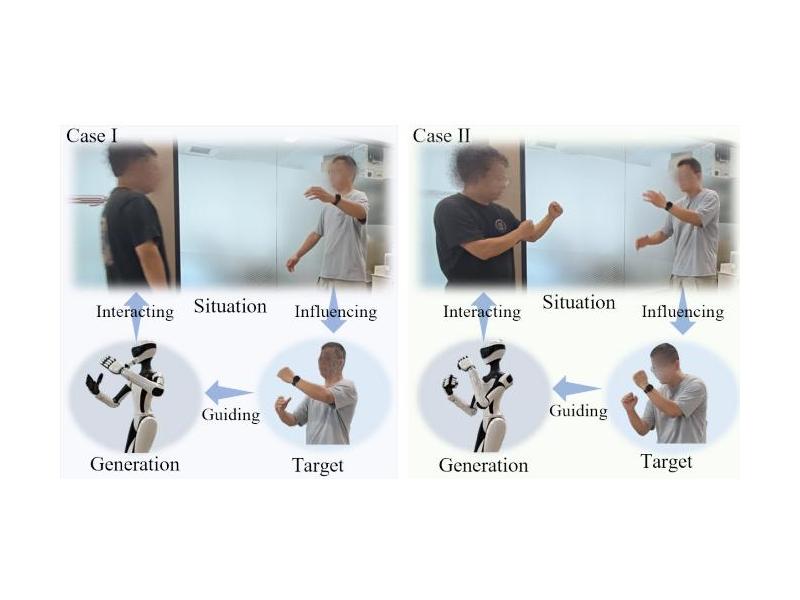 Case I
Interacting
Situation
Influencing
Guiding
Generation
Target
Case II
Interacting
Situation
Influencing
Guiding
Generation
Target